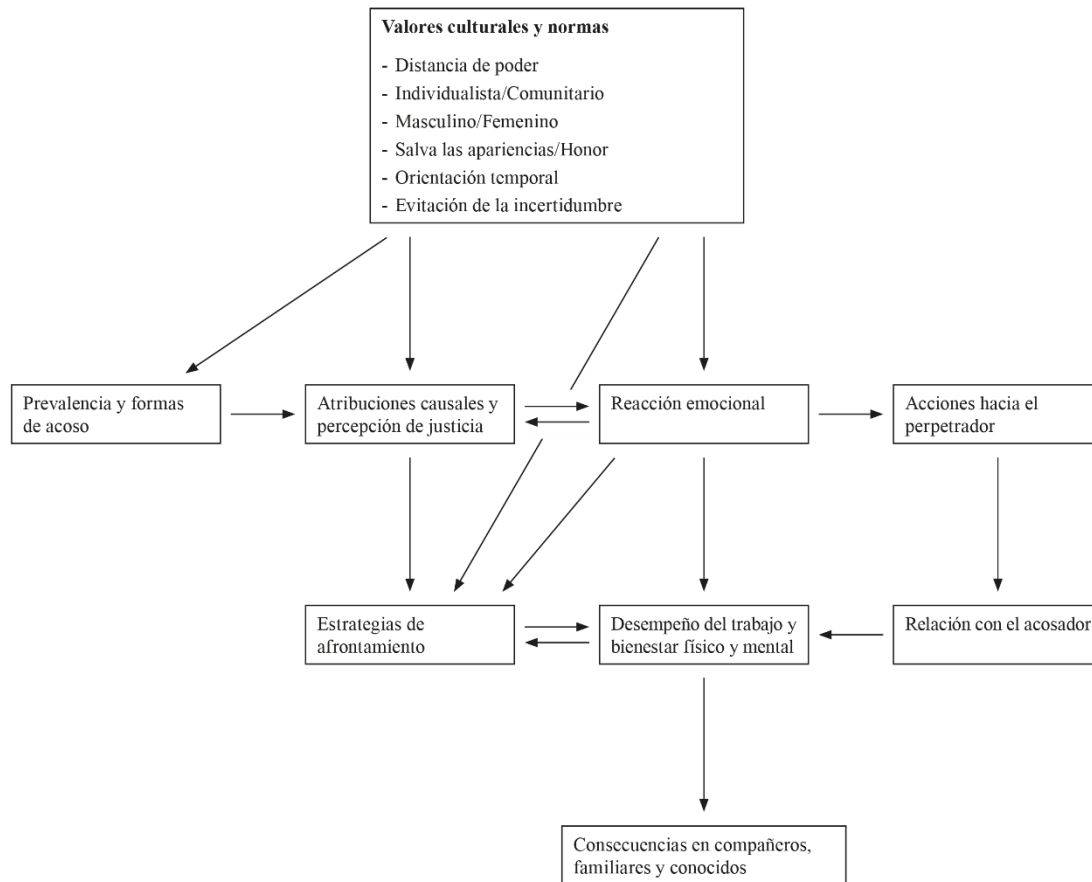 Valores culturales y normas
- Distancia de poder
- Individualista/Comunitario
- Masculino/Femenino
- Salva las apariencias/Honor
- Orientación temporal
- Evitación de la incertidumbre
Prevalencia y formas
de acoso
Atribuciones causales y
percepción de justicia
Reacción emocional
Acciones hacia el
perpetrador
Estrategias de
afrontamiento
Desempeño del trabajo y
bienestar físico y mental
Relación con el acosador
Consecuencias en compañeros,
familiares y conocidos